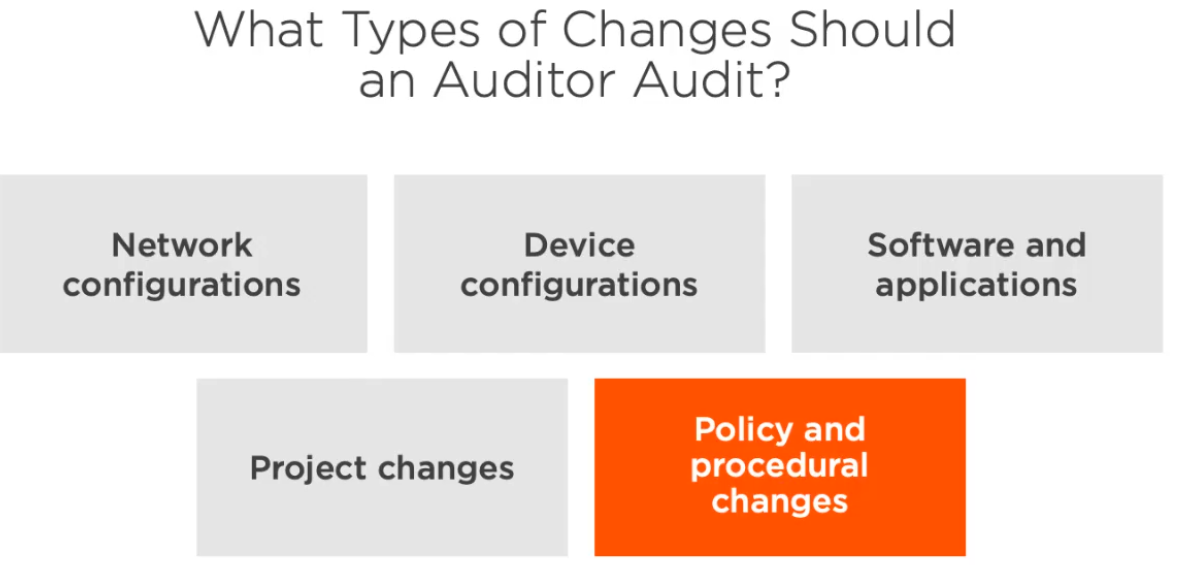 What Types of Changes Should
an Auditor Audit?
Network
configurations
Device
configurations
Software and
applications
Project changes
Policy and
procedural
changes